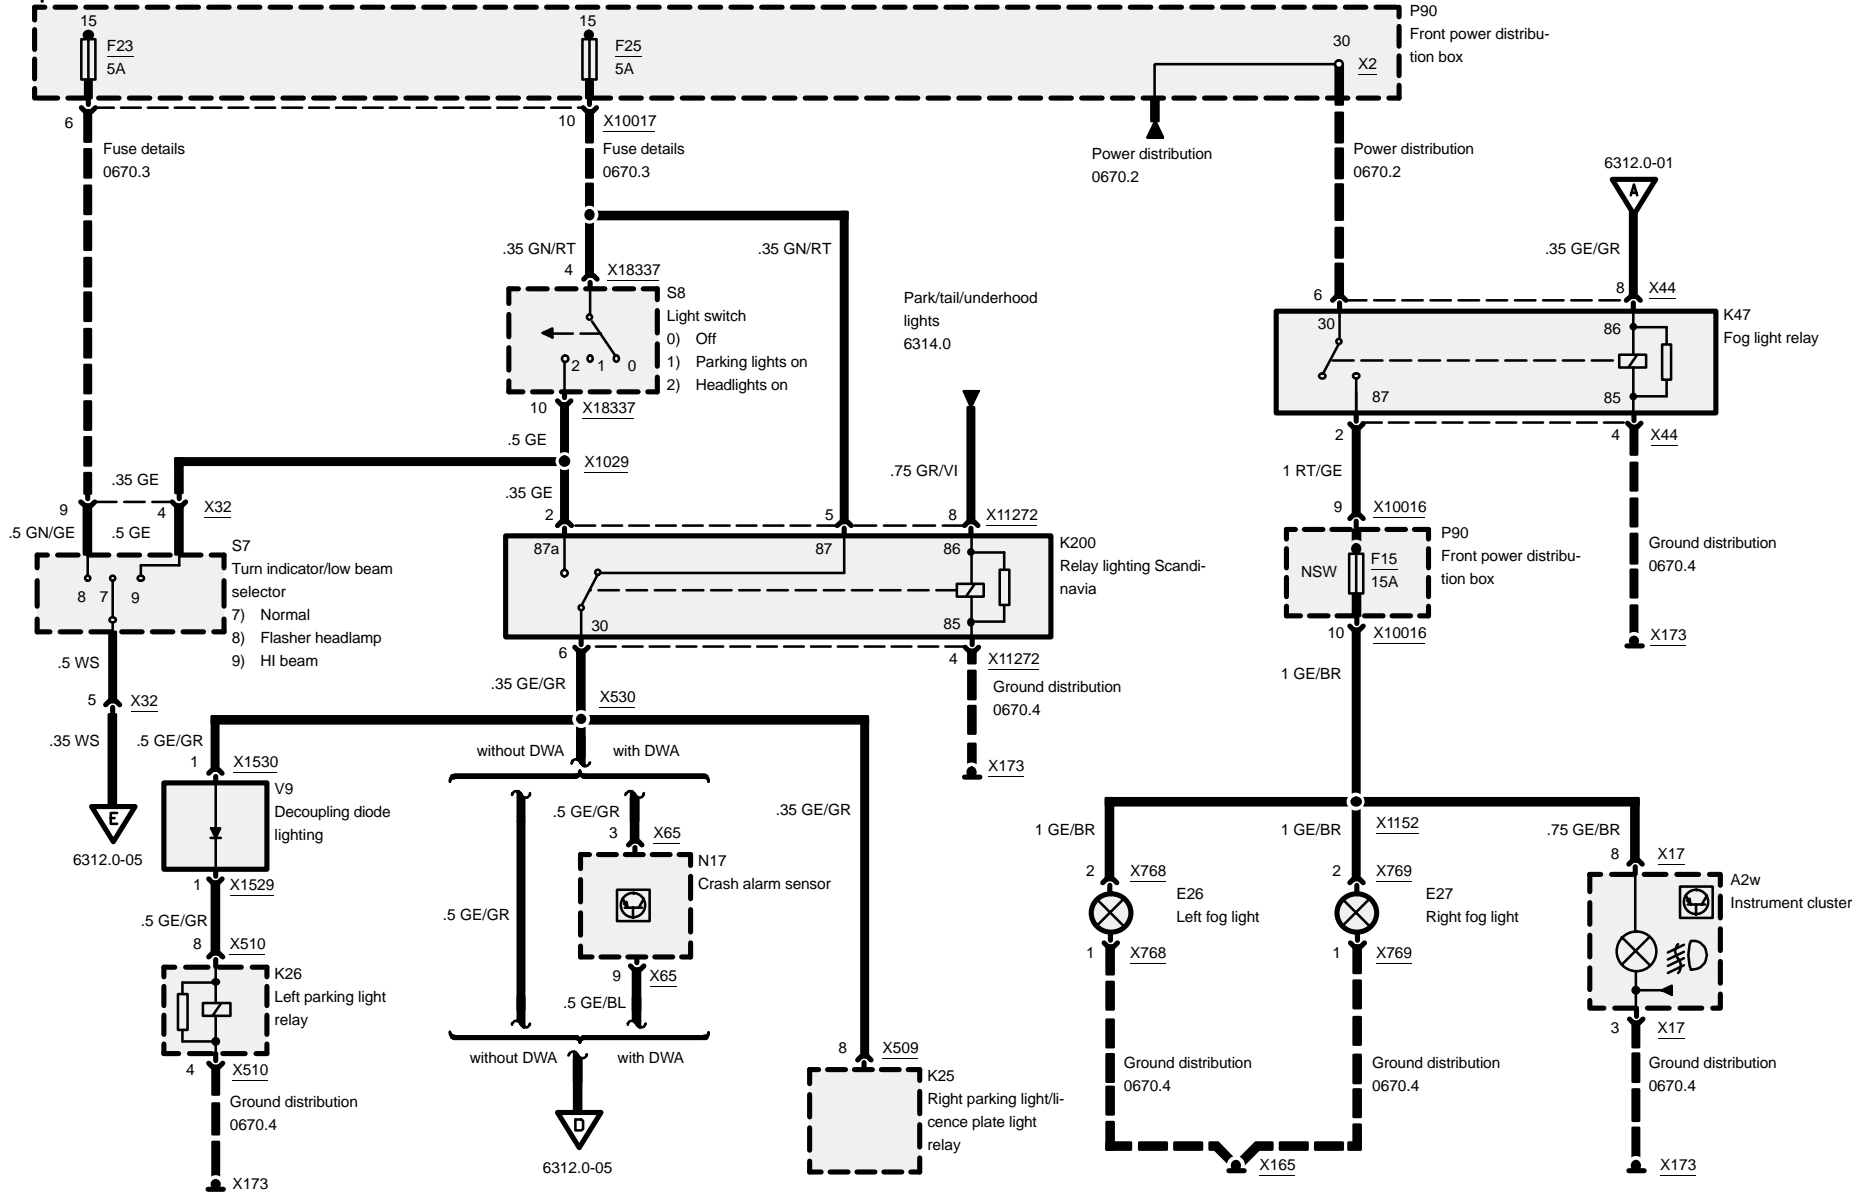 15
F23
5A
15
F25
5A
30
X2
P90
Front power distribu-
tion box
6
10
X10017
Fuse details
0670.3
Fuse details
0670.3
Power distribution
0670.2
Power distribution
0670.2
6312.0-01
A
.35 GN/RT
.35 GN/RT
.35 GE/GR
4
X18337
S8
Light switch
0) Off
1) Parking lights on
2) Headlights on
2 1 0
10
X18337
Park/tail/underhood
lights
6314.0
6
8
X44
K47
Fog light relay
30
86
87
85
2
4
X44
.5 GE
X1029
.35 GE
.35 GE
.75 GR/VI
1 RT/GE
9
4
X32
.5 GN/GE
.5 GE
S7
Turn indicator/low beam
selector
7) Normal
8) Flasher headlamp
9) HI beam
8 7 9
2
5
8
X11272
87a
87
86
K200
Relay lighting Scandi-
navia
30
85
6
4
X11272
9
X10016
P90
Front power distribu-
tion box
NSW
F15
15A
10
X10016
Ground distribution
0670.4
X173
.5 WS
5
X32
.35 WS
E
6312.0-05
.35 GE/GR
X530
Ground distribution
0670.4
X173
1 GE/BR
.5 GE/GR
1
X1530
V9
Decoupling diode
lighting
1
X1529
.5 GE/GR
8
X510
K26
Left parking light
relay
4
X510
Ground distribution
0670.4
X173
without DWA
with DWA
.5 GE/GR
3
X65
N17
Crash alarm sensor
.5 GE/GR
9
X65
.5 GE/BL
without DWA
with DWA
D
6312.0-05
.35 GE/GR
8
X509
K25
Right parking light/li-
cence plate light
relay
X1152
1 GE/BR
1 GE/BR
.75 GE/BR
2
X768
E26
Left fog light
1
X768
2
X769
E27
Right fog light
1
X769
8
X17
A2w
Instrument cluster
3
X17
Ground distribution
0670.4
Ground distribution
0670.4
Ground distribution
0670.4
X165
X173